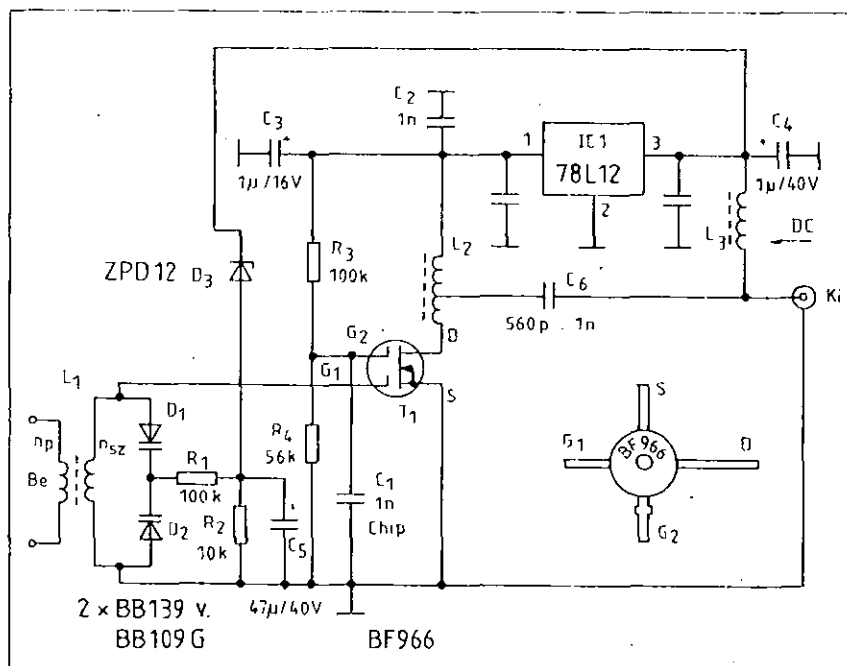 C2
1n
C3
1µ/16V
1
IC1
78L12
3
2
C4
1µ/40V
L3
DC
L2
R3
100k
ZPD12 D3
C6
560p . 1n
Ki
G2
G1
D
S
T1
L1
D1
np
nsz
Be
R1
100k
D2
R2
10k
C5
47µ/40V
R4
56k
C1
1n
Chip
S
G1
BF966
D
G2
2 × BB139 v.
BB109G
BF966